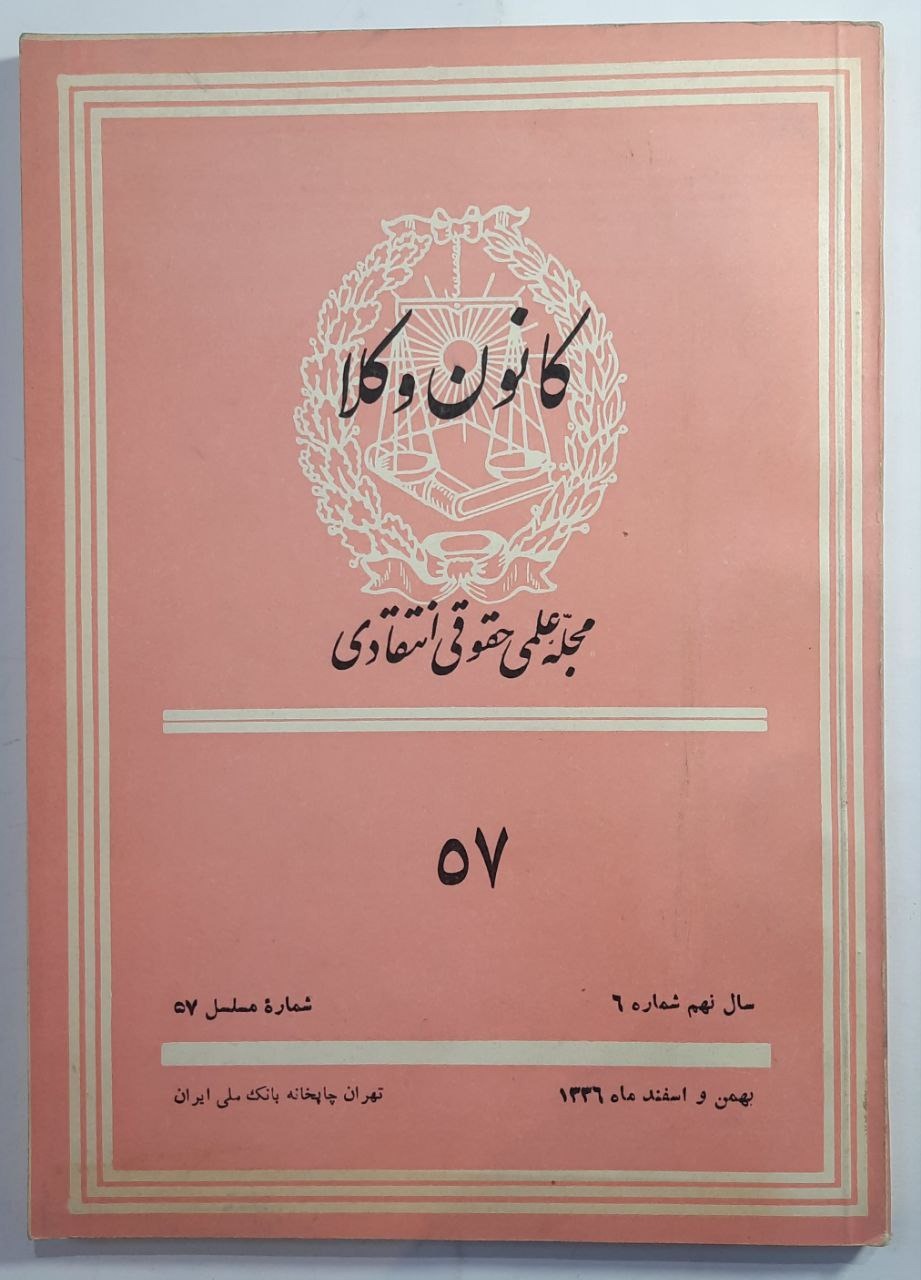 کانون وکلا
مجلّهٔ علمی حقوقی انتقادی
۵۷
سال نهم شماره ۶ شمارهٔ مسلسل ۵۷
بهمن و اسفند ماه ۱۳۳۶ تهران چاپخانه بانک ملی ایران